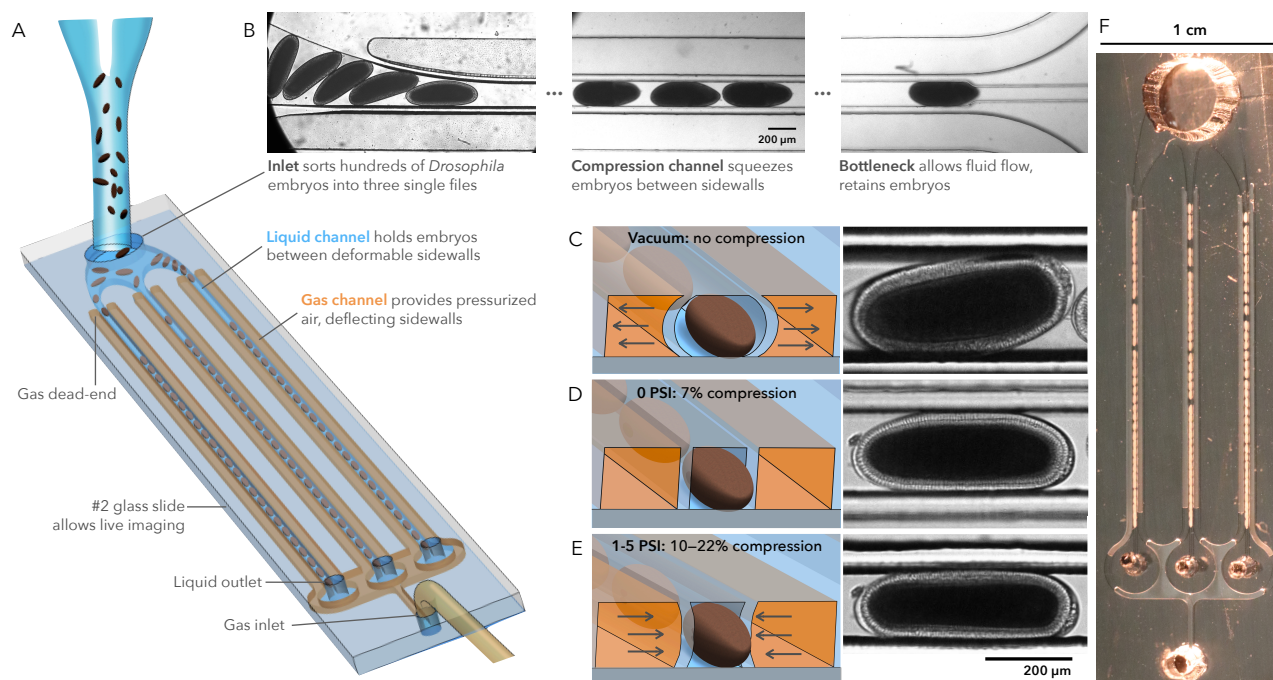 A
B
F
1 cm
200 µm
Inlet sorts hundreds of Drosophila
embryos into three single files
Compression channel squeezes
embryos between sidewalls
Bottleneck allows fluid flow,
retains embryos
Liquid channel holds embryos
between deformable sidewalls
Gas channel provides pressurized
air, deflecting sidewalls
Gas dead-end
#2 glass slide
allows live imaging
Liquid outlet
Gas inlet
C
Vacuum: no compression
D
0 PSI: 7% compression
E
1-5 PSI: 10–22% compression
200 µm